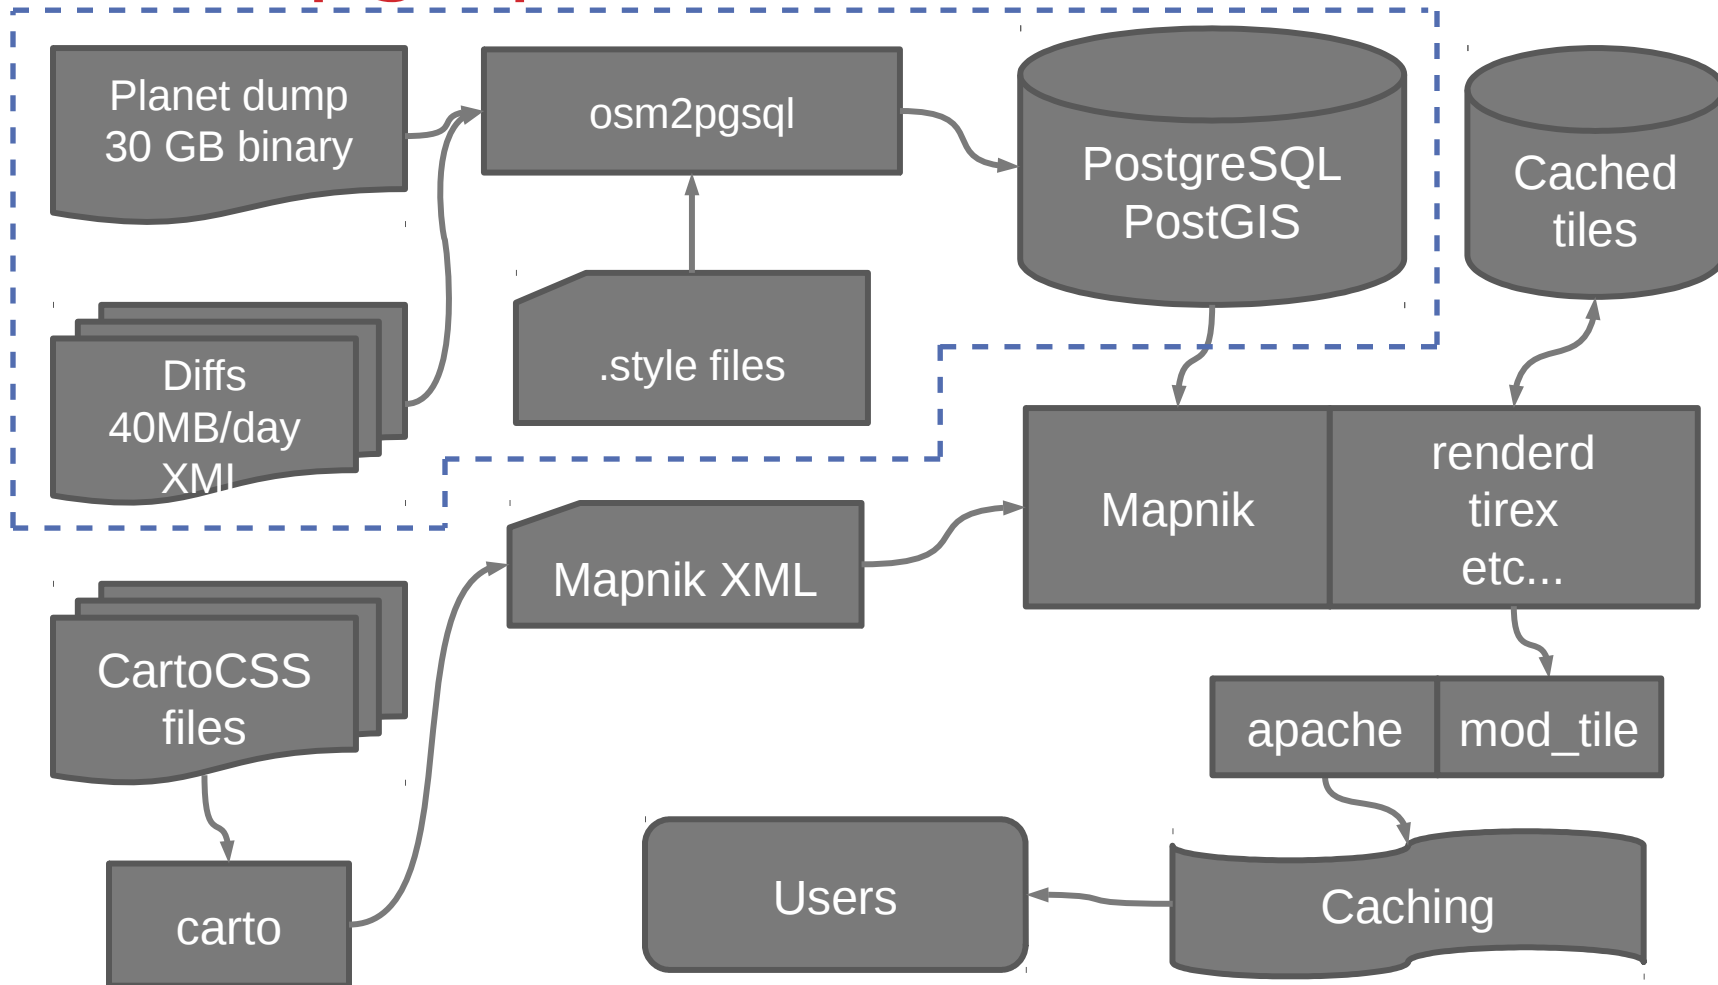 Planet dump
30 GB binary
osm2pgsql
PostgreSQL
PostGIS
Cached
tiles
Diffs
40MB/day
XML
.style files
Mapnik
renderd
tirex
etc...
Mapnik XML
CartoCSS
files
apache
mod_tile
carto
Users
Caching